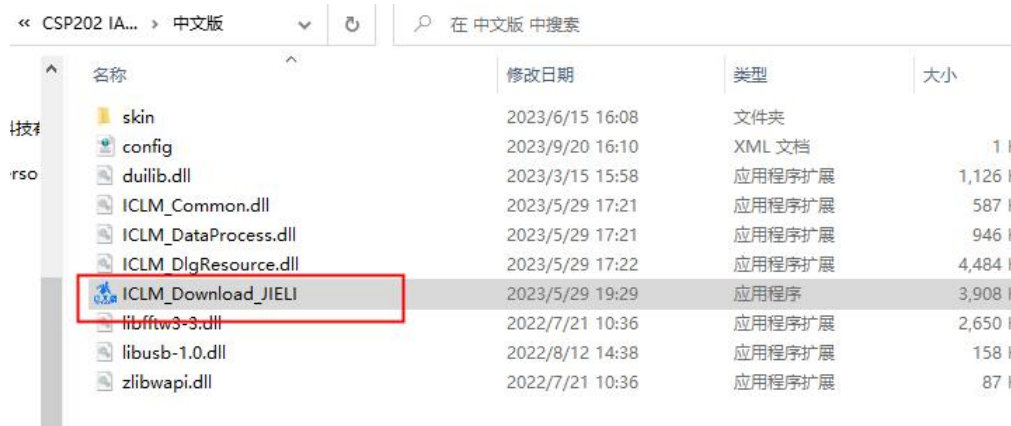 « CSP202 IA... › 中文版 在 中文版 中搜索
名称 修改日期 类型 大小
skin 2023/6/15 16:08 文件夹
config 2023/9/20 16:10 XML 文档 1
duilib.dll 2023/3/15 15:58 应用程序扩展 1,126
ICLM_Common.dll 2023/5/29 17:21 应用程序扩展 587
ICLM_DataProcess.dll 2023/5/29 17:21 应用程序扩展 946
ICLM_DlgResource.dll 2023/5/29 17:22 应用程序扩展 4,484
ICLM_Download_JIELI 2023/5/29 19:29 应用程序 3,908
libfftw3-3.dll 2022/7/21 10:36 应用程序扩展 2,650
libusb-1.0.dll 2022/8/12 14:38 应用程序扩展 158
zlibwapi.dll 2022/7/21 10:36 应用程序扩展 87